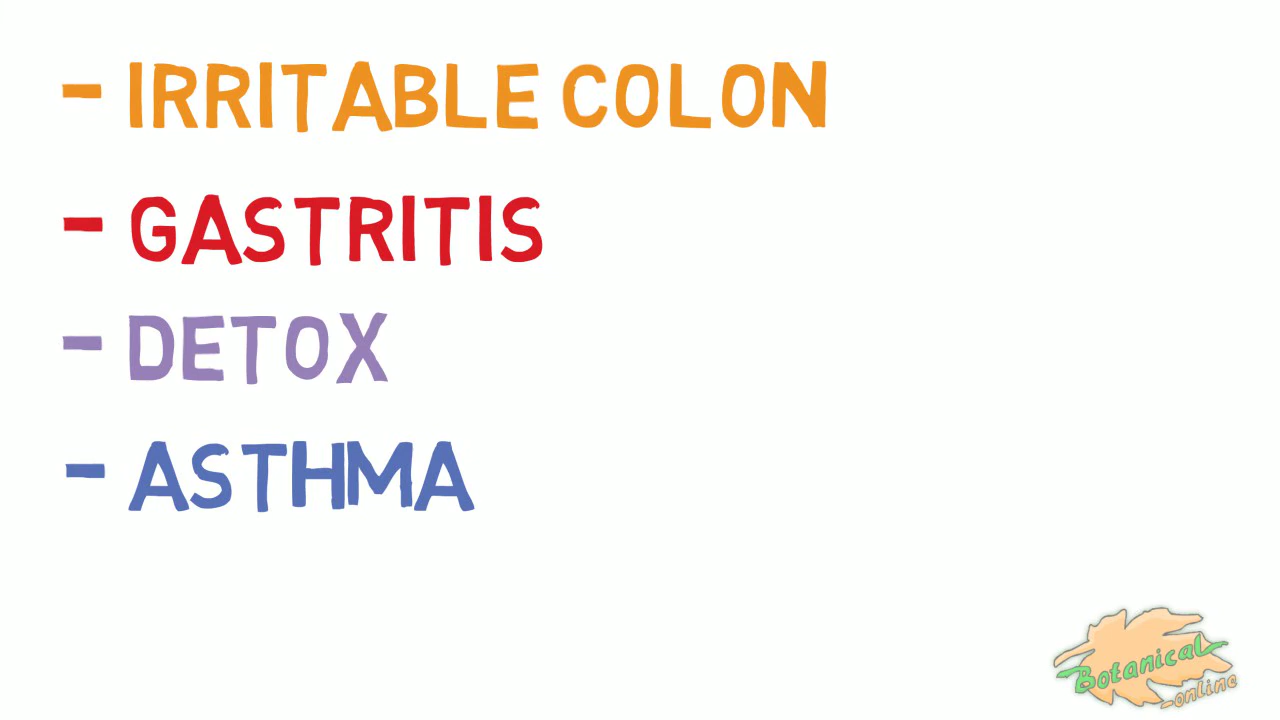 - IRRITABLE COLON
- GASTRITIS
- DETOX
- ASTHMA
Botanical
-online